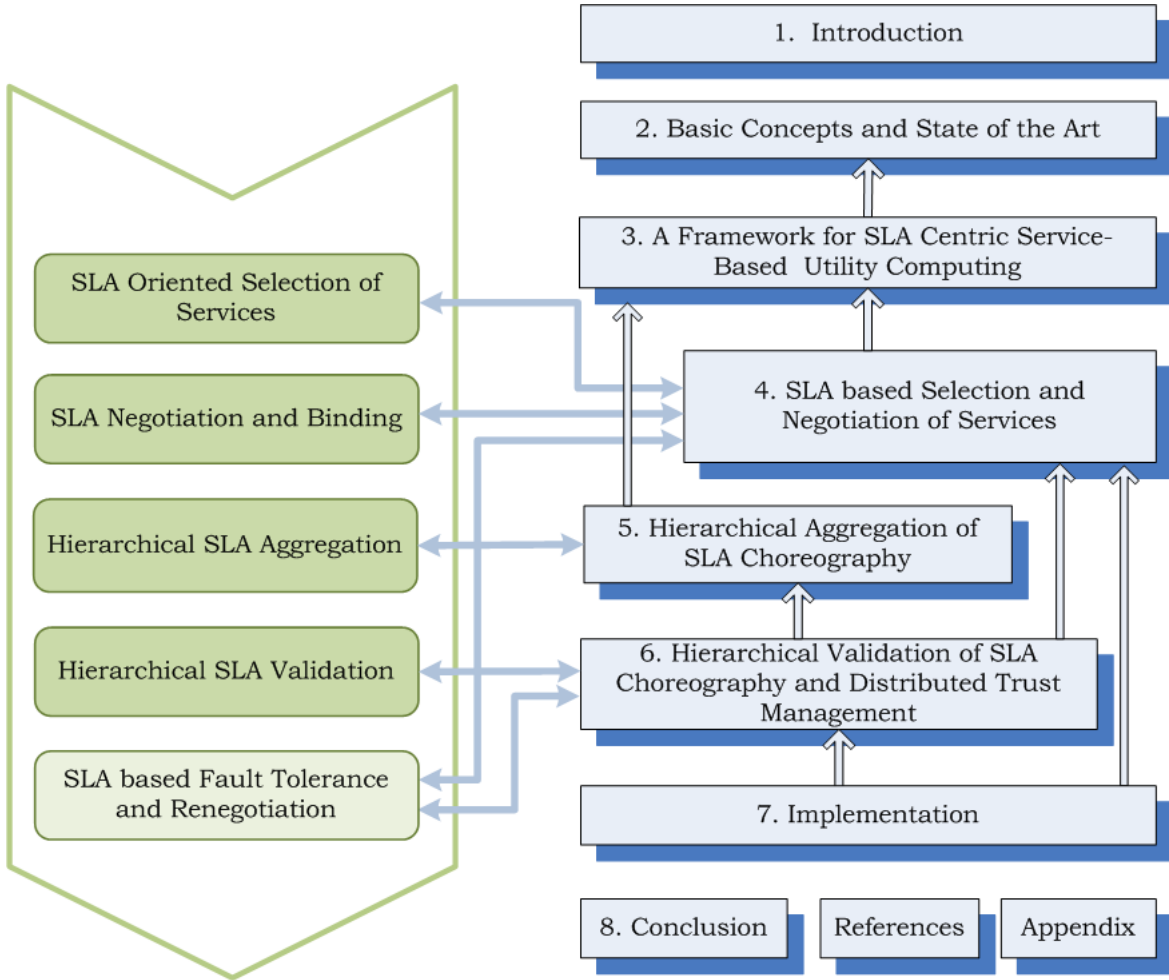 1. Introduction
2. Basic Concepts and State of the Art
3. A Framework for SLA Centric Service-
Based Utility Computing
SLA Oriented Selection of
Services
4. SLA based Selection and
Negotiation of Services
SLA Negotiation and Binding
5. Hierarchical Aggregation of
SLA Choreography
Hierarchical SLA Aggregation
6. Hierarchical Validation of SLA
Choreography and Distributed Trust
Management
Hierarchical SLA Validation
SLA based Fault Tolerance
and Renegotiation
7. Implementation
8. Conclusion
References
Appendix